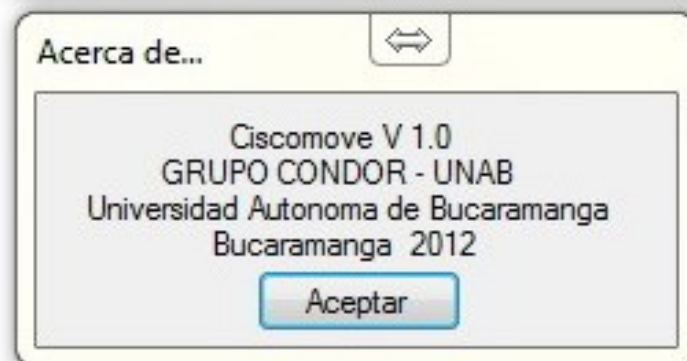 Acerca de...
Ciscomove V 1.0
GRUPO CONDOR - UNAB
Universidad Autonoma de Bucaramanga
Bucaramanga 2012
Aceptar